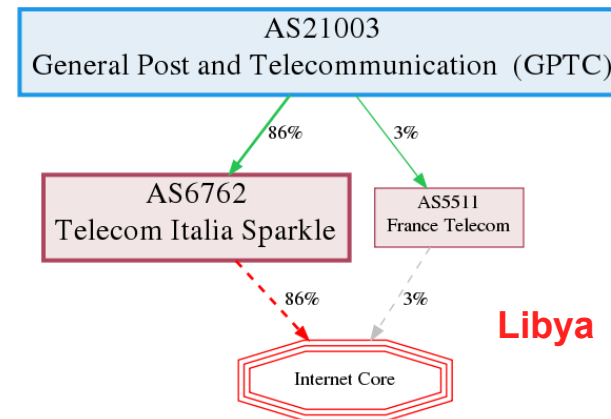 AS21003
General Post and Telecommunication (GPTC)
86%
3%
AS6762
Telecom Italia Sparkle
AS5511
France Telecom
86%
3%
Libya
Internet Core